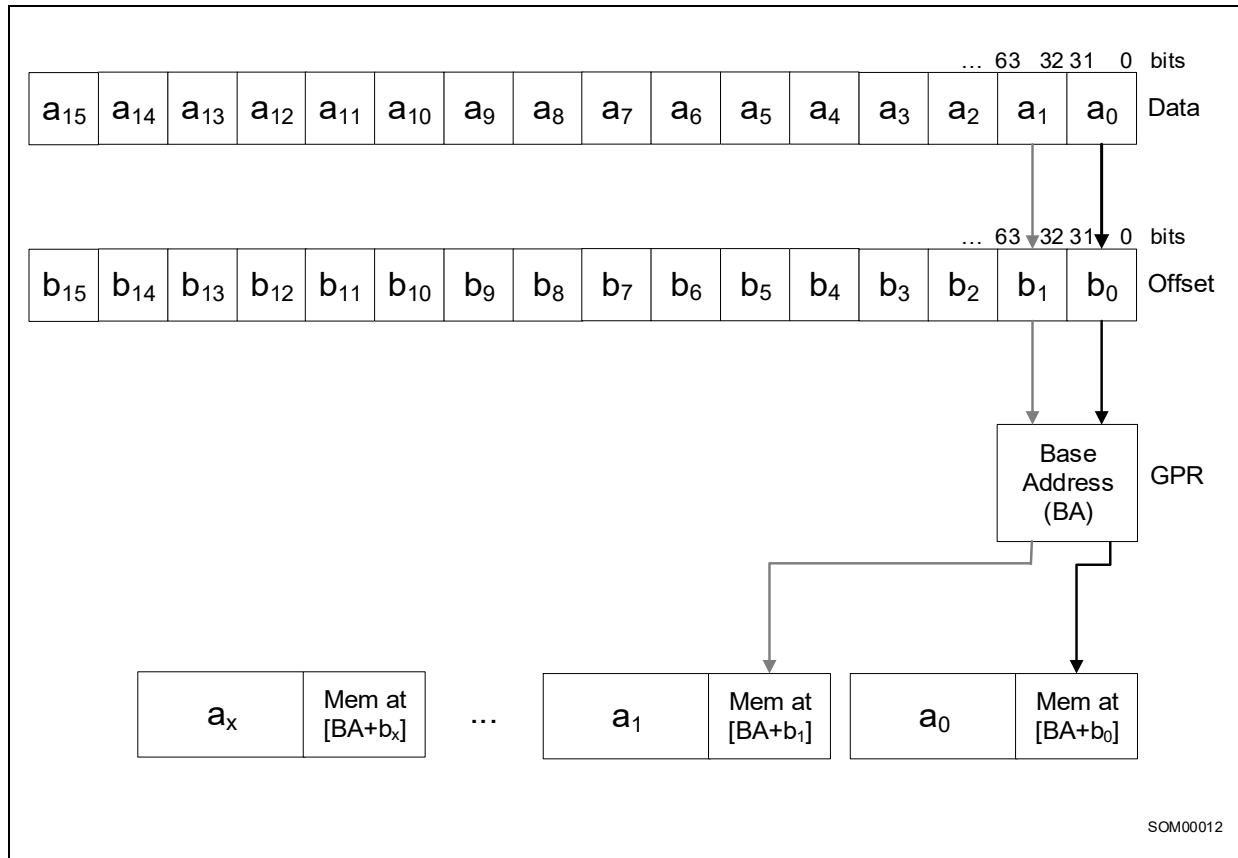 ... 63 32 31 0 bits
a15 a14 a13 a12 a11 a10 a9 a8 a7 a6 a5 a4 a3 a2 a1 a0 Data
... 63 32 31 0 bits
b15 b14 b13 b12 b11 b10 b9 b8 b7 b6 b5 b4 b3 b2 b1 b0 Offset
Base
Address
(BA)
GPR
ax
Mem at
[BA+bx]
...
a1
Mem at
[BA+b1]
a0
Mem at
[BA+b0]
SOM00012